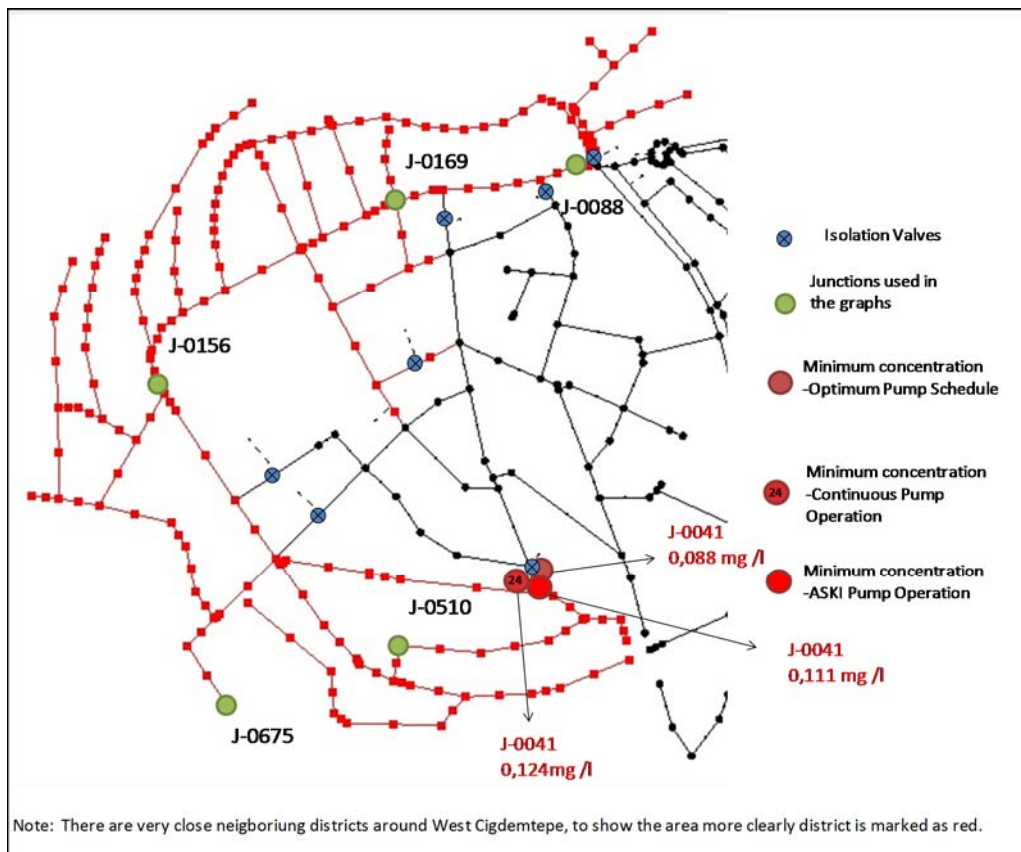 J-0169
J-0088
J-0156
J-0510
J-0675
Isolation Valves
Junctions used in
the graphs
Minimum concentration
-Optimum Pump Schedule
24
Minimum concentration
-Continuous Pump
Operation
Minimum concentration
-ASKI Pump Operation
J-0041
0,088 mg /l
24
J-0041
0,111 mg /l
J-0041
0,124mg /l
Note: There are very close neigboriung districts around West Cigdemtepe, to show the area more clearly district is marked as red.